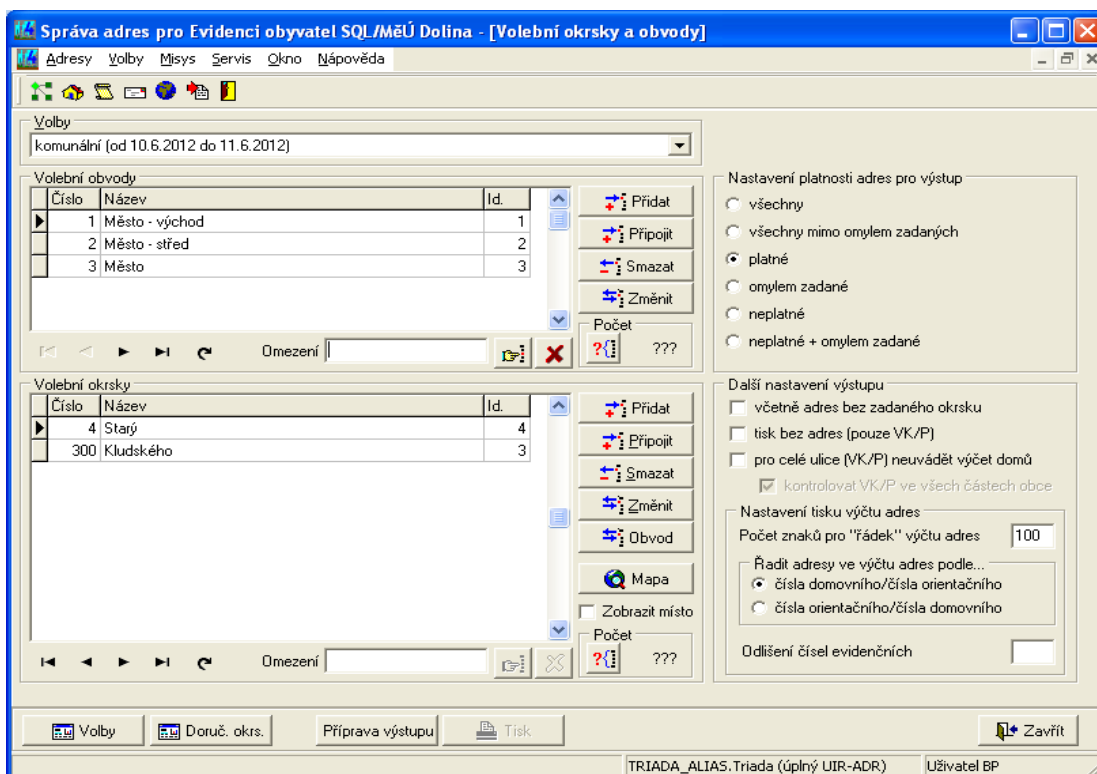 Správa adres pro Evidenci obyvatel SQL/MěÚ Dolina - [Volební okrsky a obvody]
Adresy Volby Misys Servis Okno Nápověda
Volby
komunální (od 10.6.2012 do 11.6.2012)
Volební obvody
Číslo Název Id.
1 Město - východ 1
2 Město - střed 2
3 Město 3
Přidat
Připojit
Smazat
Změnit
Počet
Omezení
???
Nastavení platnosti adres pro výstup
všechny
všechny mimo omylem zadaných
platné
omylem zadané
neplatné
neplatné + omylem zadané
Volební okrsky
Číslo Název Id.
4 Starý 4
300 Kludského 3
Přidat
Připojit
Smazat
Změnit
Obvod
Mapa
Zobrazit místo
Počet
Omezení
???
Další nastavení výstupu
včetně adres bez zadaného okrsku
tisk bez adres (pouze VK/P)
pro celé ulice (VK/P) neuvádět výčet domů
kontrolovat VK/P ve všech částech obce
Nastavení tisku výčtu adres
Počet znaků pro "řádek" výčtu adres 100
Řadit adresy ve výčtu adres podle...
čísla domovního/čísla orientačního
čísla orientačního/čísla domovního
Odlišení čísel evidenčních
Volby Doruč. okrs. Příprava výstupu Tisk Zavřít
TRIADA_ALIAS.Triada (úplný UIR-ADR) Uživatel BP